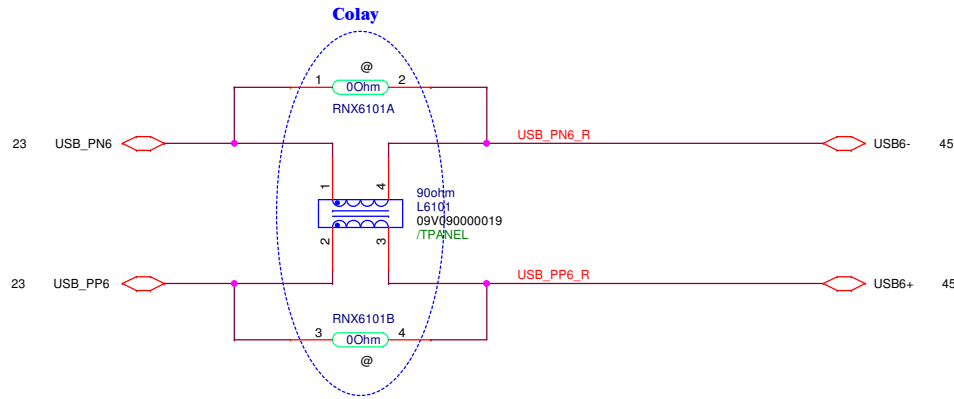 Colay
@
1 2
0Ohm
RNX6101A
23 USB_PN6 USB_PN6_R USB6- 45
1 4
90ohm
L6101
09V090000019
/TPANEL
2 3
23 USB_PP6 USB_PP6_R USB6+ 45
RNX6101B
3 4
0Ohm
@